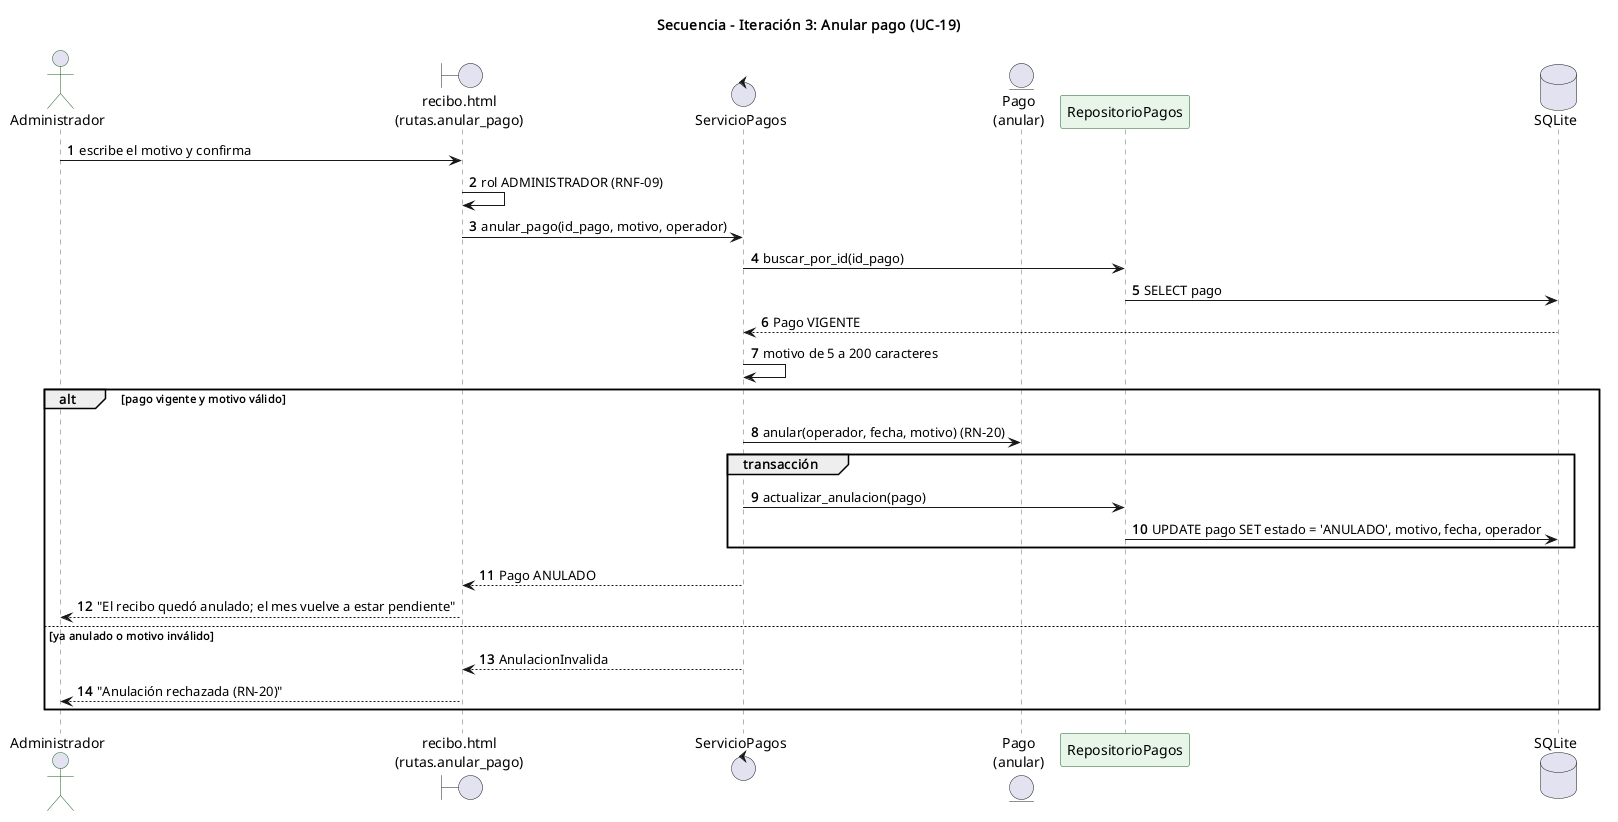 Secuencia - Iteración 3: Anular pago (UC-19)
Administrador
recibo.html
(rutas.anular_pago)
ServicioPagos
Pago
(anular)
RepositorioPagos
SQLite
1 escribe el motivo y confirma
2 rol ADMINISTRADOR (RNF-09)
3 anular_pago(id_pago, motivo, operador)
4 buscar_por_id(id_pago)
5 SELECT pago
6 Pago VIGENTE
7 motivo de 5 a 200 caracteres
alt [pago vigente y motivo válido]
8 anular(operador, fecha, motivo) (RN-20)
transacción
9 actualizar_anulacion(pago)
10 UPDATE pago SET estado = 'ANULADO', motivo, fecha, operador
11 Pago ANULADO
12 "El recibo quedó anulado; el mes vuelve a estar pendiente"
[ya anulado o motivo inválido]
13 AnulacionInvalida
14 "Anulación rechazada (RN-20)"
Administrador
recibo.html
(rutas.anular_pago)
ServicioPagos
Pago
(anular)
RepositorioPagos
SQLite